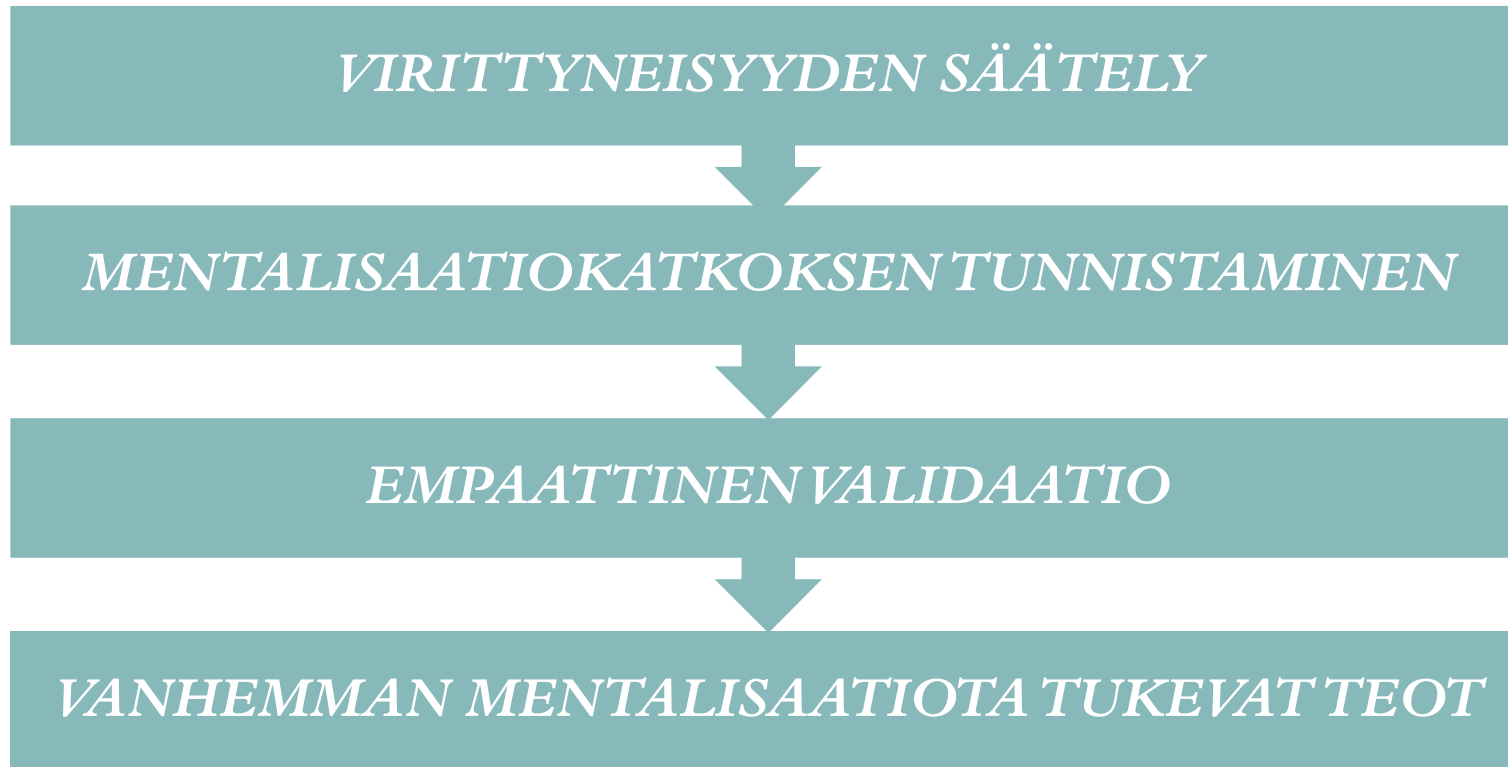 VIRITTYNEISYYDEN SÄÄTELY
MENTALISAATIOKATKOKSEN TUNNISTAMINEN
EMPAATTINEN VALIDAATIO
VANHEMMAN MENTALISAATIOTA TUKEVAT TEOT